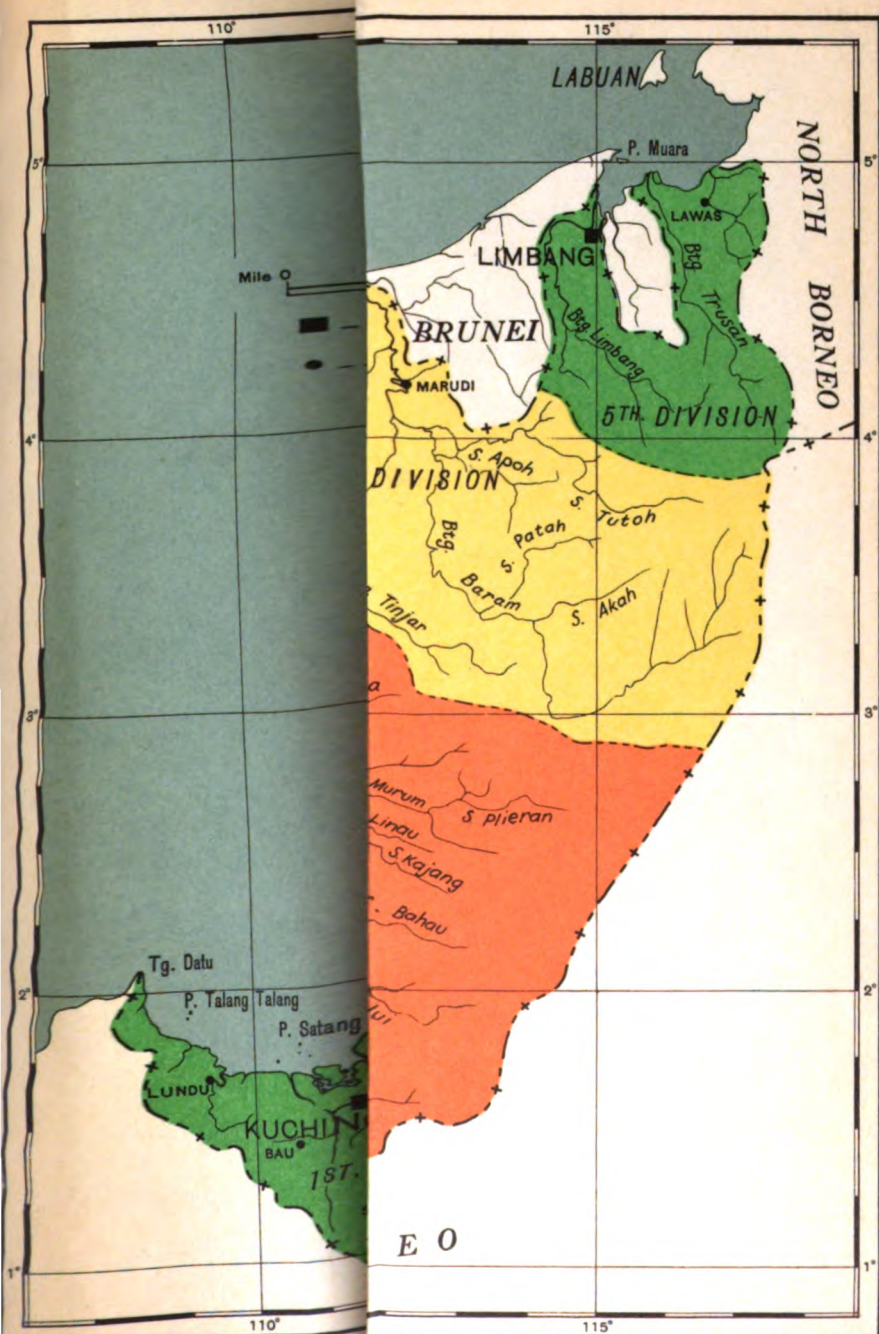 110°
115°
LABUAN
5°
P. Muara
5°
NORTH BORNEO
LAWAS
LIMBANG
Btg. Trusan
Mile
BRUNEI
Btg. Limbang
MARUDI
5TH. DIVISION
4°
4°
S. Apoh
DIVISION
S. Tutoh
S. Patah
Btg. Baram
S. Akah
Tinjar
3°
a
3°
Murum
S. Plieran
Linau
S. Kajang
Bahau
Tg. Datu
2°
2°
P. Talang Talang
lui
P. Satang
LUNDU
KUCHIN
BAU
1ST.
E O
1°
1°
110°
115°